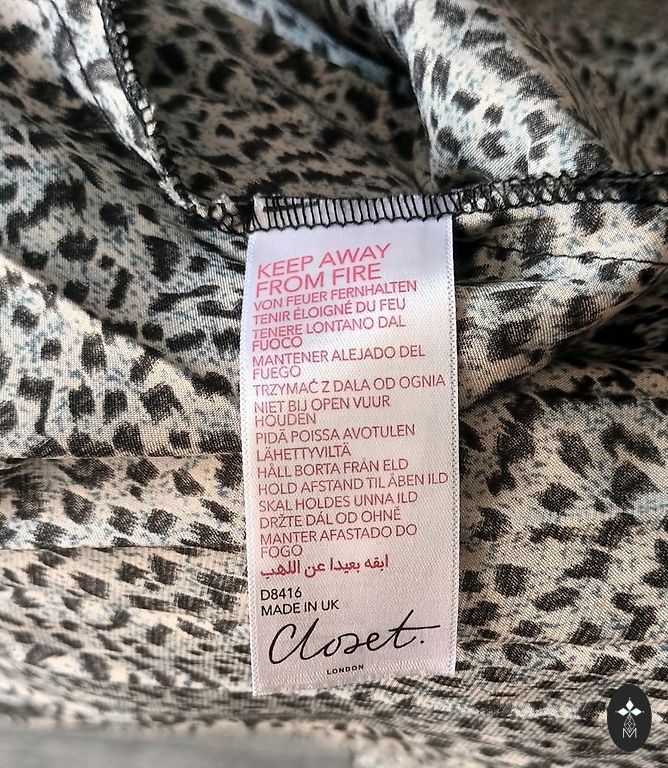 KEEP AWAY
FROM FIRE
VON FEUER FERNHALTEN
TENIR ÉLOIGNÉ DU FEU
TENERE LONTANO DAL
FUOCO
MANTENER ALEJADO DEL
FUEGO
TRZYMAĆ Z DALA OD OGNIA
NIET BIJ OPEN VUUR
HOUDEN
PIDÄ POISSA AVOTULEN
LÄHETTYVILTÄ
HÅLL BORTA FRÅN ELD
HOLD AFSTAND TIL ÅBEN ILD
SKAL HOLDES UNNA ILD
DRŽTE DÁL OD OHNĚ
MANTER AFASTADO DO
FOGO
ابقه بعيدا عن اللهب
D8416
MADE IN UK
Closet.
LONDON
M